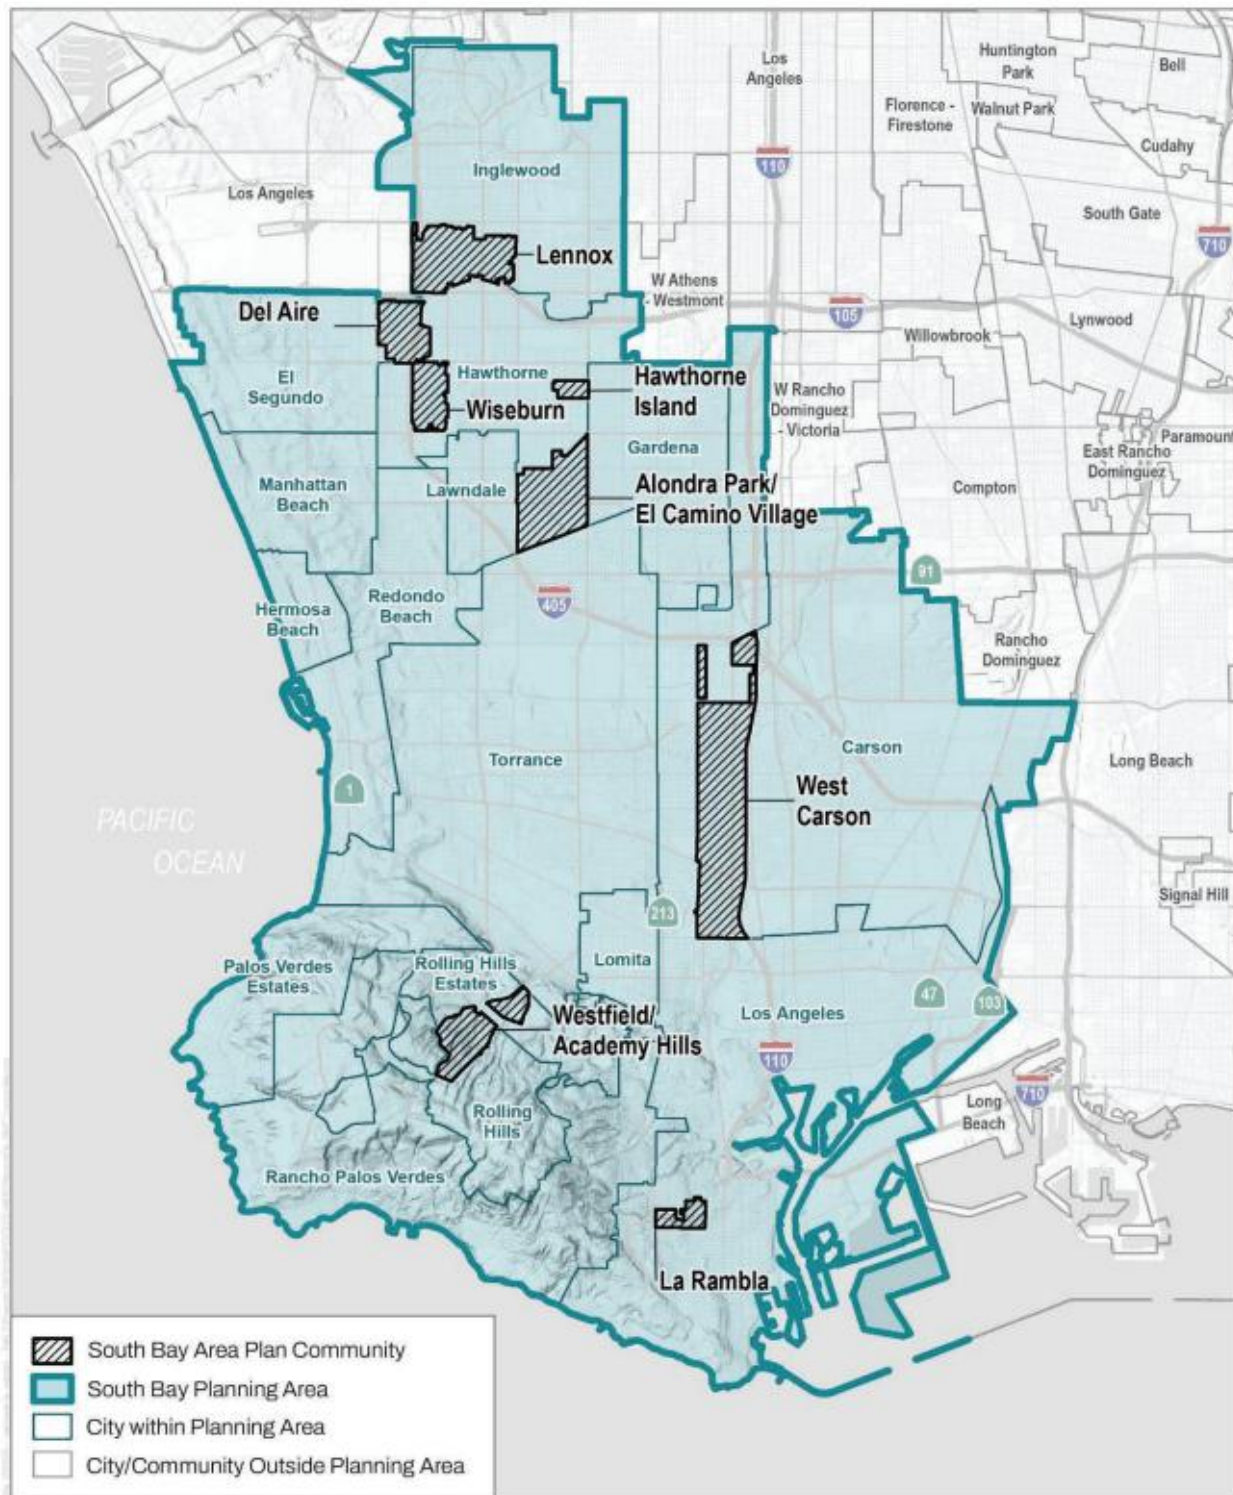 Los
Angeles
Huntington
Park
Bell
Florence -
Firestone
Walnut Park
Cudahy
110
Inglewood
Los Angeles
South Gate
710
Lennox
W Athens
- Westmont
Del Aire
105
Lynwood
Willowbrook
El
Segundo
Hawthorne
Hawthorne
Island
W Rancho
Dominguez
- Victoria
Wiseburn
Gardena
Paramount
East Rancho
Dominguez
Manhattan
Beach
Lawndale
Alondra Park/
El Camino Village
Compton
91
Hermosa
Beach
Redondo
Beach
405
Rancho
Dominguez
Torrance
Carson
Long Beach
1
West
Carson
PACIFIC
OCEAN
Signal Hill
213
Palos Verdes
Estates
Rolling Hills
Estates
Lomita
47
103
Westfield/
Academy Hills
Los Angeles
110
710
Long
Beach
Rolling
Hills
Rancho Palos Verdes
La Rambla
South Bay Area Plan Community
South Bay Planning Area
City within Planning Area
City/Community Outside Planning Area